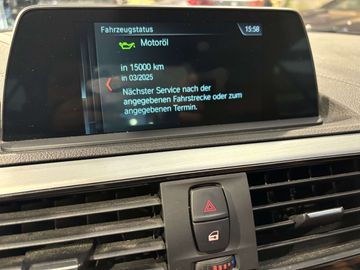 Fahrzeugstatus 15:58
Motoröl
in 15000 km
in 03/2025
Nächster Service nach der
angegebenen Fahrstrecke oder zum
angegebenen Termin.